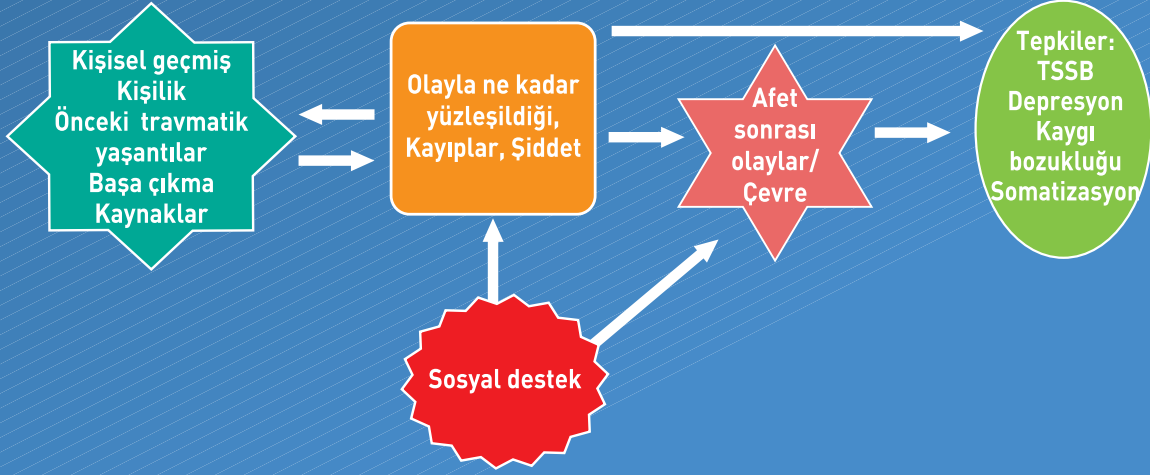 Kişisel geçmiş
Kişilik
Önceki travmatik
yaşantılar
Başa çıkma
Kaynaklar
Olayla ne kadar
yüzleşildiği,
Kayıplar, Şiddet
Afet
sonrası
olaylar/
Çevre
Tepkiler:
TSSB
Depresyon
Kaygı
bozukluğu
Somatizasyon
Sosyal destek